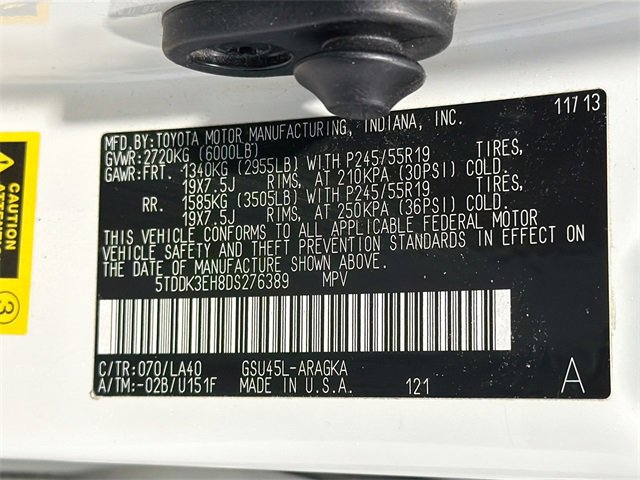 11/13
MFD.BY:TOYOTA MOTOR MANUFACTURING, INDIANA, INC.
GVWR:2720KG (6000LB)
GAWR:FRT. 1340KG (2955LB) WITH P245/55R19 TIRES,
19X7.5J RIMS, AT 210KPA (30PSI) COLD.
RR. 1585KG (3505LB) WITH P245/55R19 TIRES,
19X7.5J RIMS, AT 250KPA (36PSI) COLD.
THIS VEHICLE CONFORMS TO ALL APPLICABLE FEDERAL MOTOR
VEHICLE SAFETY AND THEFT PREVENTION STANDARDS IN EFFECT ON
THE DATE OF MANUFACTURE SHOWN ABOVE.
5TDDK3EH8DS276389 MPV
C/TR:070/LA40 GSU45L-ARAGKA
A/TM:-02B/U151F MADE IN U.S.A. 121 A
CAUTION
3